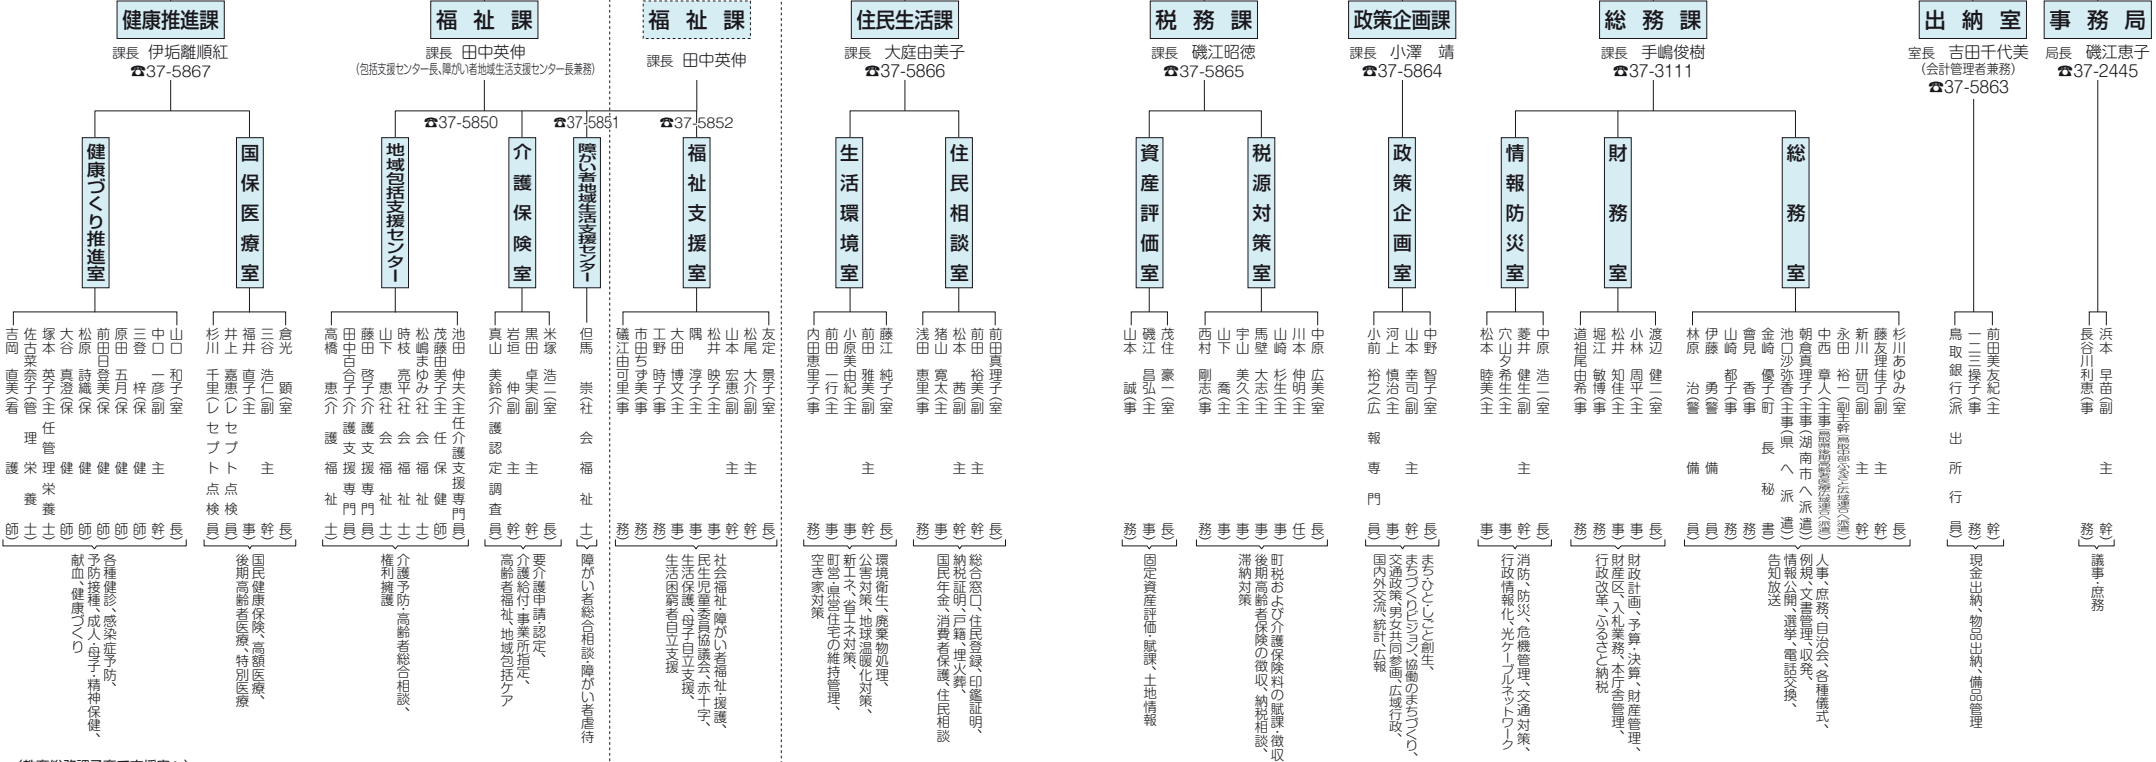 健康推進課
課長 伊垢離順紅
☎37-5867
健康づくり推進室
山口 和子(室長)
中口 一彦(副主幹)
三登 梓(保健師)
原田 五月(保健師)
前田日登美(保健師)
松原 詩織(保健師)
大谷 真澄(保健師)
塚本 英子(主任管理栄養士)
佐古菜奈子(管理栄養士)
吉岡 直美(看護師)
各種健診、感染症予防、
予防接種、成人・母子・精神保健、
献血、健康づくり
国保医療室
倉光 顕(室長)
三谷 浩仁(副主幹)
福井 直子(主事)
井上 嘉恵(レセプト点検員)
杉川 千里(レセプト点検員)
国民健康保険、高額医療、
後期高齢者医療、特別医療
福祉課
課長 田中英伸
(包括支援センター長、障がい者地域生活支援センター長兼務)
☎37-5850
☎37-5851
地域包括支援センター
池田 伸夫(主任介護支援専門員)
茂藤由美子(主任保健師)
松嶋まゆみ(社会福祉士)
時枝 亮平(社会福祉士)
山下 恵(社会福祉士)
藤田 啓子(介護支援専門員)
田中百合子(介護支援専門員)
高橋 恵(介護福祉士)
介護予防・高齢者総合相談、
権利擁護
介護保険室
米塚 浩二(室長)
黒田 卓実(副主幹)
岩垣 伸(副主幹)
真山 美鈴(介護認定調査員)
要介護申請・認定、
介護給付・事業所指定、
高齢者福祉、地域包括ケア
障がい者地域生活支援センター
但馬 崇(社会福祉士)
障がい者総合相談・障がい者虐待
福祉課
課長 田中英伸
☎37-5852
福祉支援室
友定 景子(室長)
松尾 大介(副主幹)
山本 宏恵(副主幹)
松井 映子(主事)
隅 淳子(主事)
大田 博文(主事)
工野 時子(事務)
市田ちず美(事務)
磯江由可里(事務)
社会福祉・障がい者福祉・援護、
民生児童委員協議会、赤十字、
生活保護、母子自立支援、
生活困窮者自立支援
住民生活課
課長 大庭由美子
☎37-5866
生活環境室
藤江 純子(室長)
前田 雅美(副主幹)
小原美由紀(主事)
前田 一行(主事)
内田恵里子(事務)
環境衛生、廃棄物処理、
公害対策、地球温暖化対策、
新エネ、省エネ対策、
町営・県営住宅の維持管理、
空き家対策
住民相談室
前田真理子(室長)
前田 裕美(副主幹)
松本 茜(副主幹)
猪山 寛太(主事)
浅田 恵里(事務)
総合窓口、住民登録、印鑑証明、
納税証明、戸籍、埋火葬、
国民年金、消費者保護、住民相談
税務課
課長 磯江昭徳
☎37-5865
資産評価室
茂住 豪一(室長)
磯江 昌弘(主事)
山本 誠(事務)
固定資産評価・賦課、土地情報
税源対策室
中原 広美(室長)
川本 伸明(主任)
山崎 杉生(主事)
馬壁 大志(主事)
宇山 美久(主事)
山下 喬(主事)
西村 剛志(事務)
町税および介護保険料の賦課・徴収、
後期高齢者保険の徴収、納税相談、
滞納対策
政策企画課
課長 小澤 靖
☎37-5864
政策企画室
中野 智子(室長)
山本 幸司(副主幹)
河上 慎治(主事)
小前 裕之(広報専門員)
まち・ひと・しごと創生、
まちづくりビジョン、協働のまちづくり、
交通政策、男女共同参画、広域行政、
国内外交流、統計、広報
総務課
課長 手嶋俊樹
☎37-3111
情報防災室
中原 浩二(室長)
菱井 健生(副主幹)
穴山夕希生(主事)
松本 睦美(主事)
消防、防災、危機管理、交通対策、
行政情報化、光ケーブルネットワーク
財務室
渡辺 健二(室長)
小林 周平(主事)
松井 知佳(主事)
堀江 敏博(事務)
道祖尾由希(事務)
財政計画、予算・決算、財産管理、
財産区、入札業務、本庁舎管理、
行政改革、ふるさと納税
総務室
杉川あゆみ(室長)
藤友理佳子(副主幹)
新川 研司(副主幹)
永田 裕一(副主幹)
中西 章人(主事)
朝倉真理子(主事)(湖南市へ派遣)
池口沙弥香(主事)(県へ派遣)
金崎 優子(町長秘書)
會見 香(事務)
山崎 都子(事務)
伊藤 勇(警備員)
林原 治(警備員)
人事、庶務、自治会、各種儀式、
例規、文書管理、収発、
情報公開、選挙、電話交換、
告知放送
出納室
室長 吉田千代美
(会計管理者兼務)
☎37-5863
前田美友紀(主幹)
一二三操子(事務)
鳥取銀行(派出所行員)
現金出納、物品出納、備品管理
事務局
局長 磯江恵子
☎37-2445
浜本 早苗(副主幹)
長谷川利恵(事務)
議事・庶務